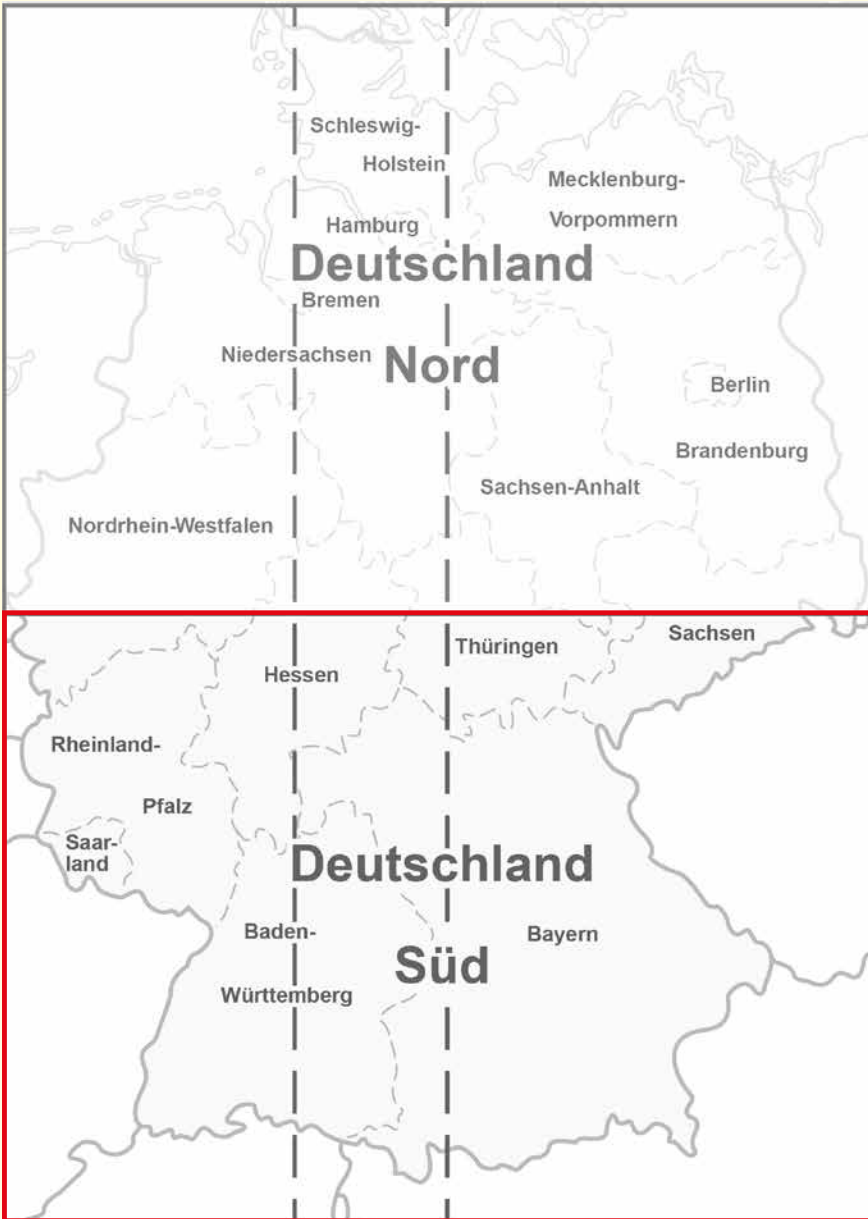 Schleswig-
Holstein
Mecklenburg-
Vorpommern
Hamburg
Deutschland
Bremen
Niedersachsen
Nord
Berlin
Brandenburg
Sachsen-Anhalt
Nordrhein-Westfalen
Sachsen
Thüringen
Hessen
Rheinland-
Pfalz
Saar-
land
Deutschland
Baden-
Bayern
Süd
Württemberg